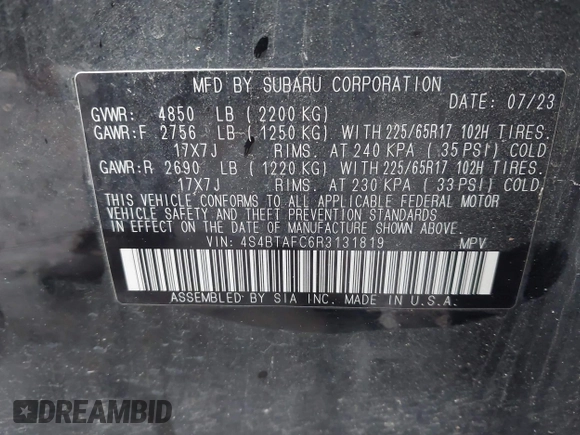 MFD BY SUBARU CORPORATION
DATE: 07/23
GVWR: 4850 LB (2200 KG)
GAWR:F 2756 LB (1250 KG) WITH 225/65R17 102H TIRES.
17X7J RIMS. AT 240 KPA (35 PSI) COLD
GAWR:R 2690 LB (1220 KG) WITH 225/65R17 102H TIRES.
17X7J RIMS. AT 230 KPA (33 PSI) COLD.
THIS VEHICLE CONFORMS TO ALL APPLICABLE FEDERAL MOTOR
VEHICLE SAFETY AND THEFT PREVENTION STANDARDS
IN EFFECT ON THE DATE OF MANUFACTURE SHOWN ABOVE.
VIN: 4S4BTAFC6R3131819 MPV
ASSEMBLED BY SIA INC. MADE IN U.S.A.
DREAMBID